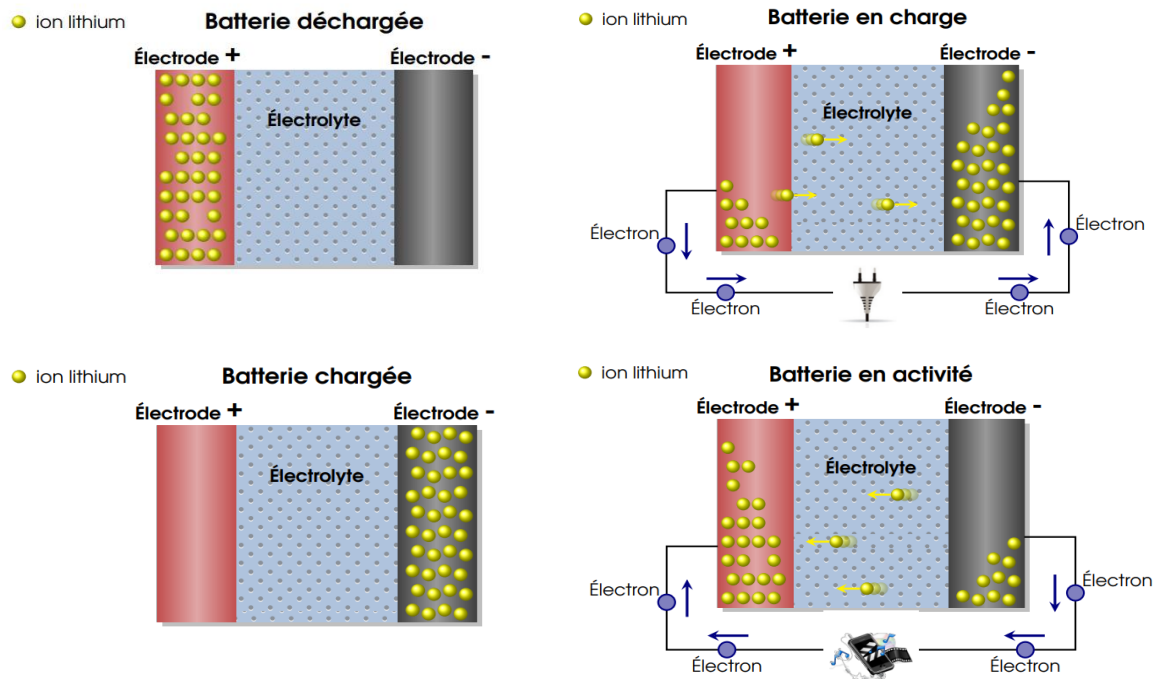 ion lithium
Batterie déchargée
Électrode +
Électrode -
Électrolyte
ion lithium
Batterie en charge
Électrode +
Électrode -
Électrolyte
Électron
Électron
Électron
Électron
ion lithium
Batterie chargée
Électrode +
Électrode -
Électrolyte
ion lithium
Batterie en activité
Électrode +
Électrode -
Électrolyte
Électron
Électron
Électron
Électron